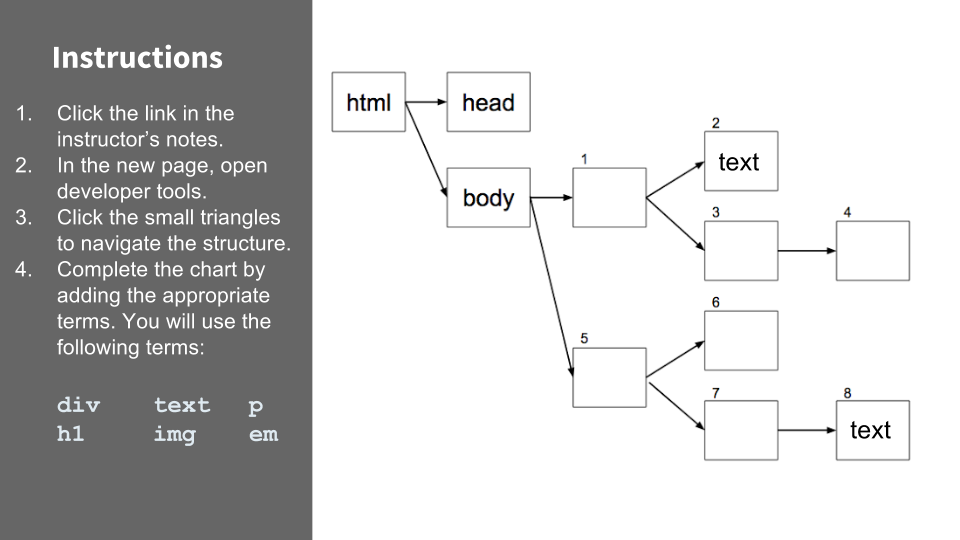 Instructions
1. Click the link in the
instructor’s notes.
2. In the new page, open
developer tools.
3. Click the small triangles
to navigate the structure.
4. Complete the chart by
adding the appropriate
terms. You will use the
following terms:
div text p
h1 img em
html
head
body
1
2
text
3
4
5
6
7
8
text